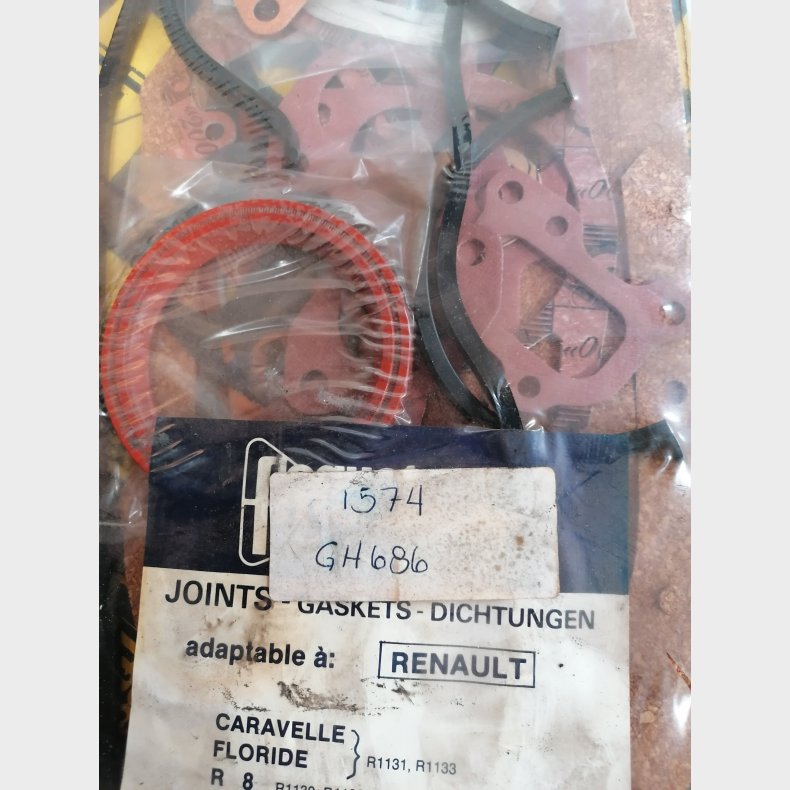 1574
GH686
JOINTS - GASKETS - DICHTUNGEN
adaptable à: RENAULT
CARAVELLE
FLORIDE
R1131, R1133
R 8